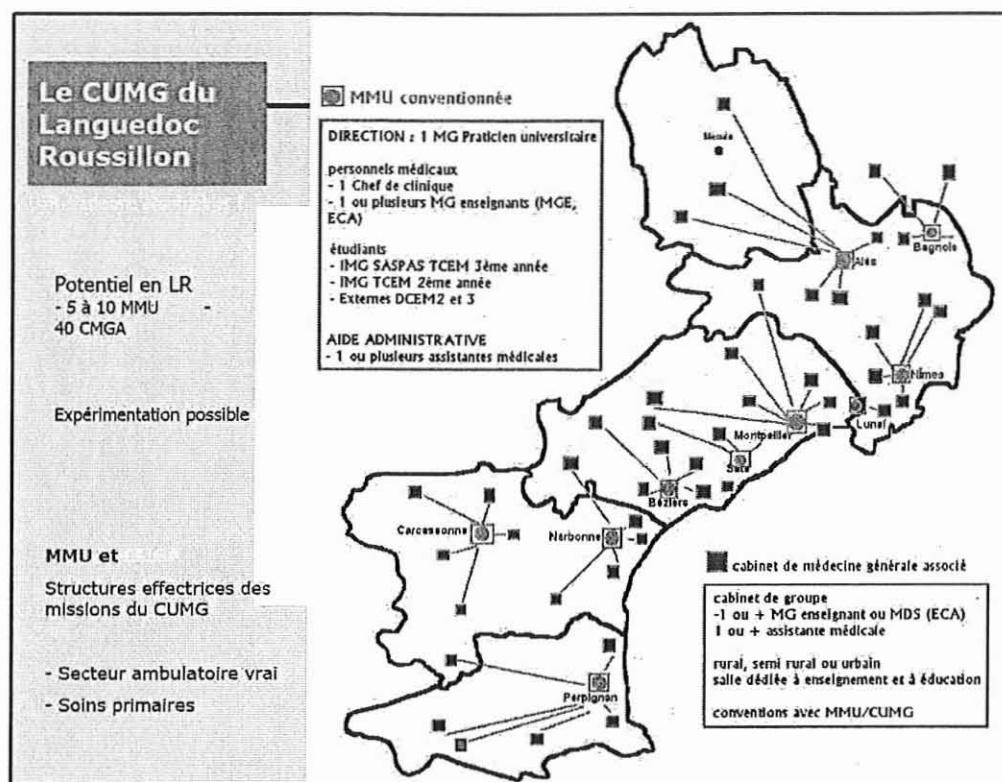 Le CUMG du
Languedoc
Roussillon
Potentiel en LR
- 5 à 10 MMU -
40 CMGA
Expérimentation possible
MMU et
Structures effectrices des
missions du CUMG
- Secteur ambulatoire vrai
- Soins primaires
MMU conventionnée
DIRECTION : 1 MG Praticien universitaire
personnels médicaux
- 1 Chef de clinique
- 1 ou plusieurs MG enseignants (MGE,
ECA)
étudiants
- IMG SASPAS TCEM 3ème année
- IMG TCEM 2ème année
- Externes DCEM2 et 3
AIDE ADMINISTRATIVE
- 1 ou plusieurs assistantes médicales
Mende
Alès
Bagnols
Nîmes
Lunel
Montpellier
Sète
Béziers
Carcassonne
Narbonne
Perpignan
cabinet de médecine générale associé
cabinet de groupe
-1 ou + MG enseignant ou MDS (ECA)
1 ou + assistante médicale
rural, semi rural ou urbain
salle dédiée à enseignement et à éducation
conventions avec MMU/CUMG